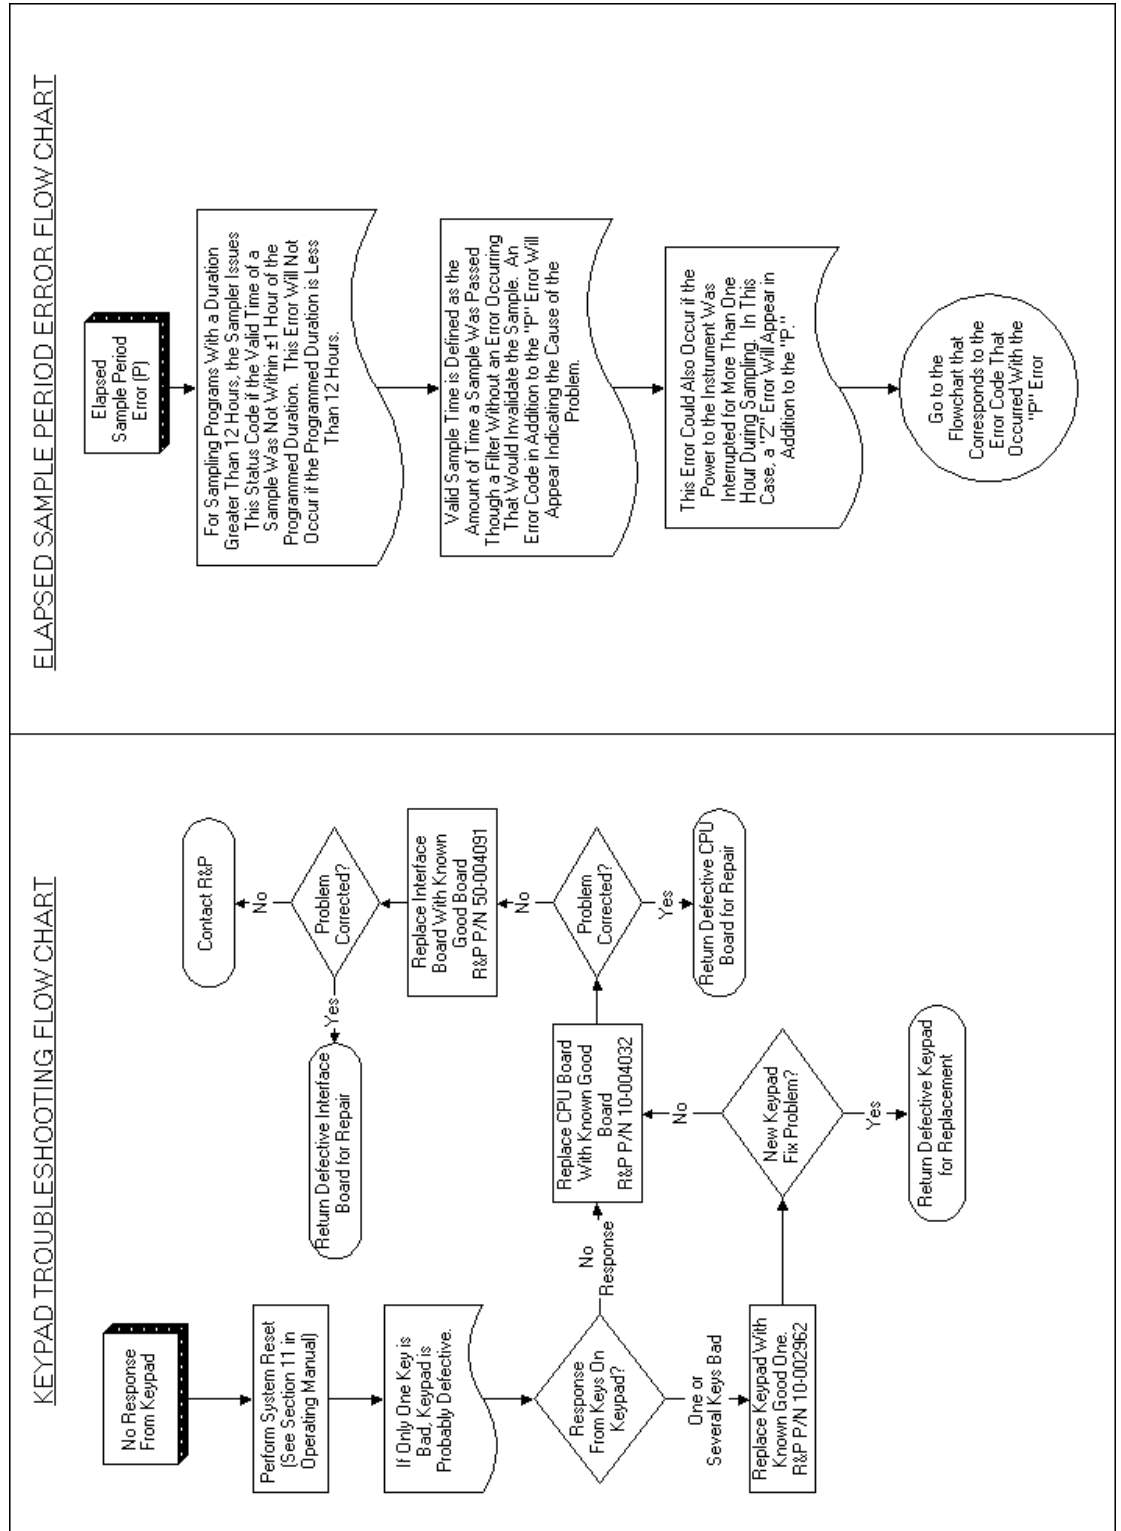 KEYPAD TROUBLESHOOTING FLOW CHART
No Response
From Keypad
Perform System Reset
(See Section 11 in
Operating Manual)
If Only One Key is
Bad, Keypad is
Probably Defective.
Response
From Keys On
Keypad?
No
Response
One or
Several Keys Bad
Replace Keypad With
Known Good One.
R&P P/N 10-002962
New Keypad
Fix Problem?
No
Yes
Return Defective Keypad
for Replacement
Replace CPU Board
With Known Good
Board
R&P P/N 10-004032
Problem
Corrected?
Yes
Return Defective CPU
Board for Repair
No
Replace Interface
Board With Known
Good Board
R&P P/N 50-004091
Problem
Corrected?
Yes
Return Defective Interface
Board for Repair
No
Contact R&P
ELAPSED SAMPLE PERIOD ERROR FLOW CHART
Elapsed
Sample Period
Error (P)
For Sampling Programs With a Duration
Greater Than 12 Hours, the Sampler Issues
This Status Code if the Valid Time of a
Sample Was Not Within ±1 Hour of the
Programmed Duration. This Error Will Not
Occur if the Programmed Duration is Less
Than 12 Hours.
Valid Sample Time is Defined as the
Amount of Time a Sample Was Passed
Though a Filter Without an Error Occurring
That Would Invalidate the Sample. An
Error Code in Addition to the "P" Error Will
Appear Indicating the Cause of the
Problem.
This Error Could Also Occur if the
Power to the Instrument Was
Interrupted for More Than One
Hour During Sampling. In This
Case, a "Z" Error Will Appear in
Addition to the "P."
Go to the
Flowchart that
Corresponds to the
Error Code That
Occurred With the
"P" Error